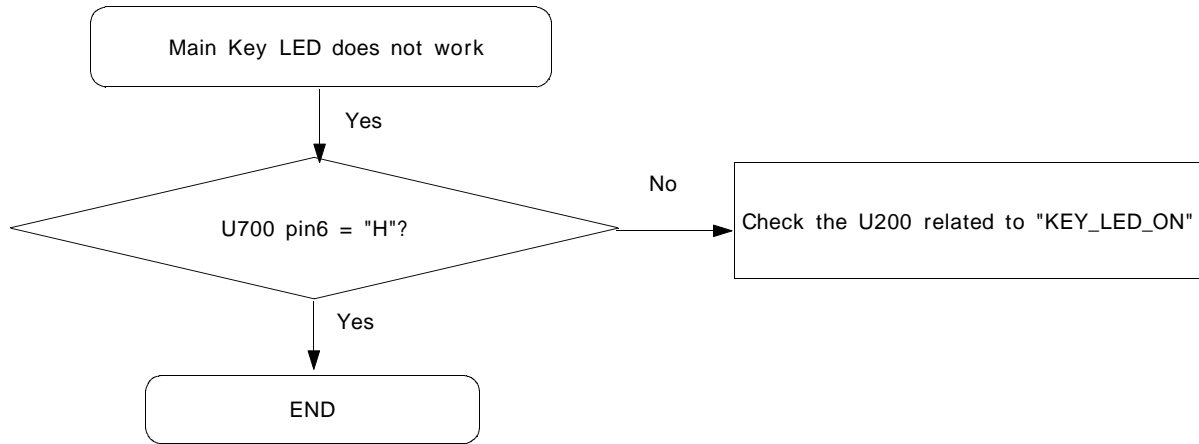 Main Key LED does not work
Yes
U700 pin6 = "H"?
No
Check the U200 related to "KEY_LED_ON"
Yes
END